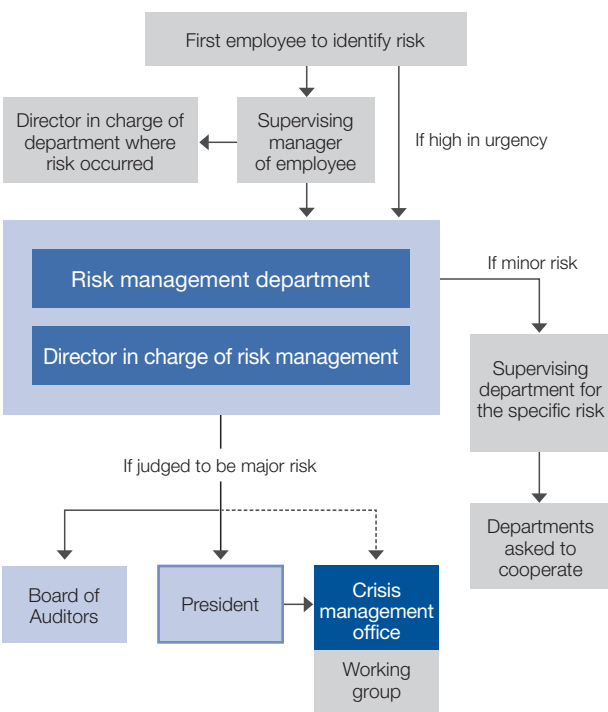 First employee to identify risk
Director in charge of
department where
risk occurred
Supervising
manager
of employee
If high in urgency
Risk management department
Director in charge of risk management
If minor risk
Supervising
department for
the specific risk
If judged to be major risk
Departments
asked to
cooperate
Board of
Auditors
President
Crisis
management
office
Working
group